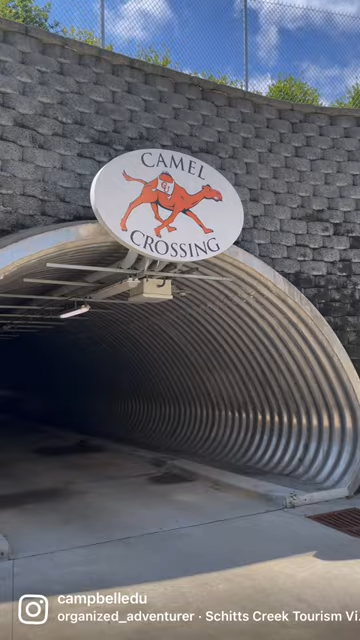 CAMEL
CROSSING
campbelledu
organized_adventurer · Schitts Creek Tourism Vi